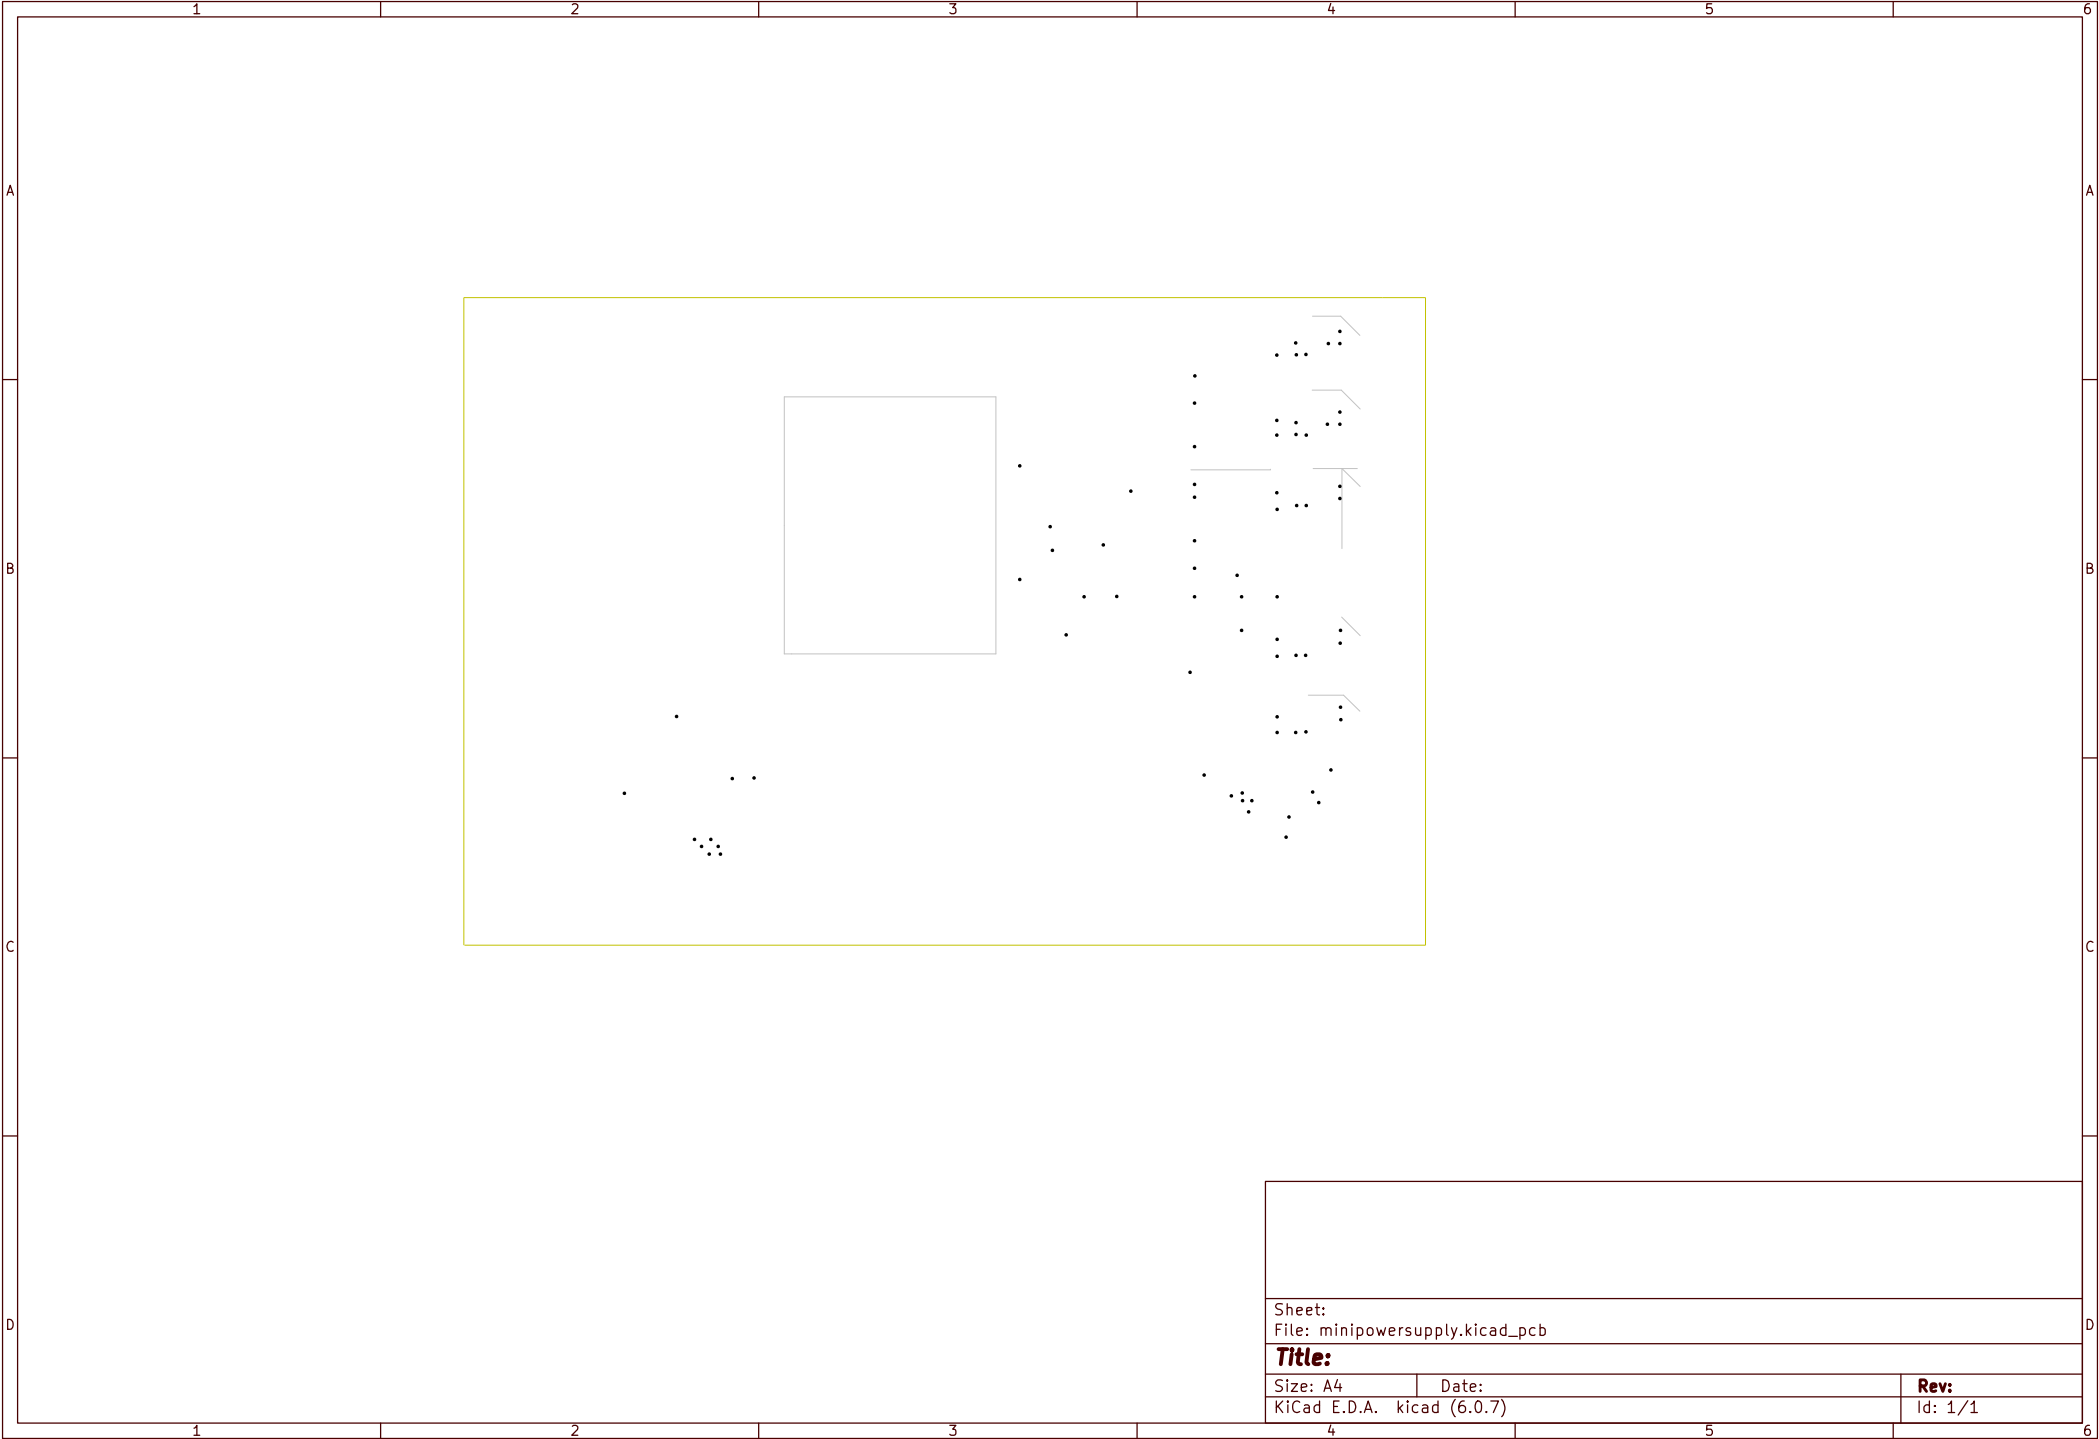 1 2 3 4 5 6
A A
B B
C C
D D
Sheet:
File: minipowersupply.kicad_pcb
Title:
Size: A4 Date: Rev:
KiCad E.D.A. kicad (6.0.7) Id: 1/1
1 2 3 4 5 6